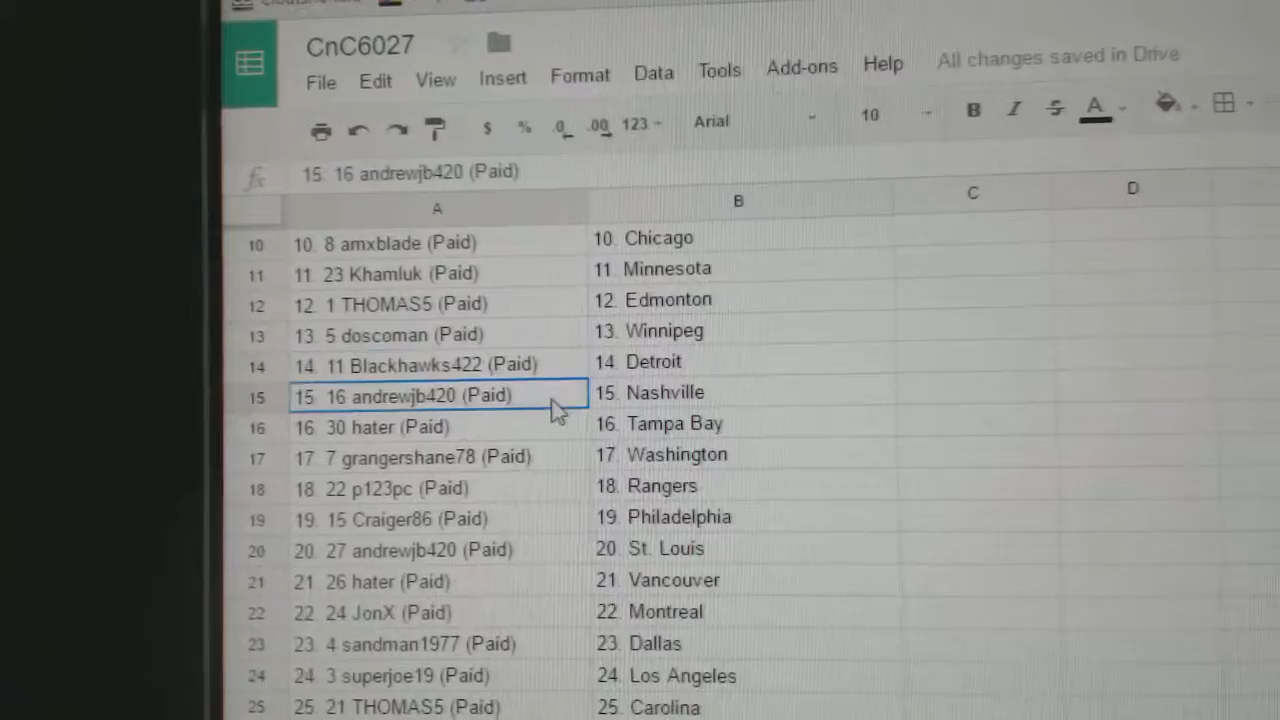 CnC6027
File Edit View Insert Format Data Tools Add-ons Help All changes saved in Drive
$ % .0 .00 123 Arial 10 B I S A
fx 15. 16 andrewjb420 (Paid)
A B C D
10 10. 8 amxblade (Paid) 10. Chicago
11 11. 23 Khamluk (Paid) 11. Minnesota
12 12. 1 THOMAS5 (Paid) 12. Edmonton
13 13. 5 doscoman (Paid) 13. Winnipeg
14 14. 11 Blackhawks422 (Paid) 14. Detroit
15 15. 16 andrewjb420 (Paid) 15. Nashville
16 16. 30 hater (Paid) 16. Tampa Bay
17 17. 7 grangershane78 (Paid) 17. Washington
18 18. 22 p123pc (Paid) 18. Rangers
19 19. 15 Craiger86 (Paid) 19. Philadelphia
20 20. 27 andrewjb420 (Paid) 20. St. Louis
21 21. 26 hater (Paid) 21. Vancouver
22 22. 24 JonX (Paid) 22. Montreal
23 23. 4 sandman1977 (Paid) 23. Dallas
24 24. 3 superjoe19 (Paid) 24. Los Angeles
25 25. 21 THOMAS5 (Paid) 25. Carolina